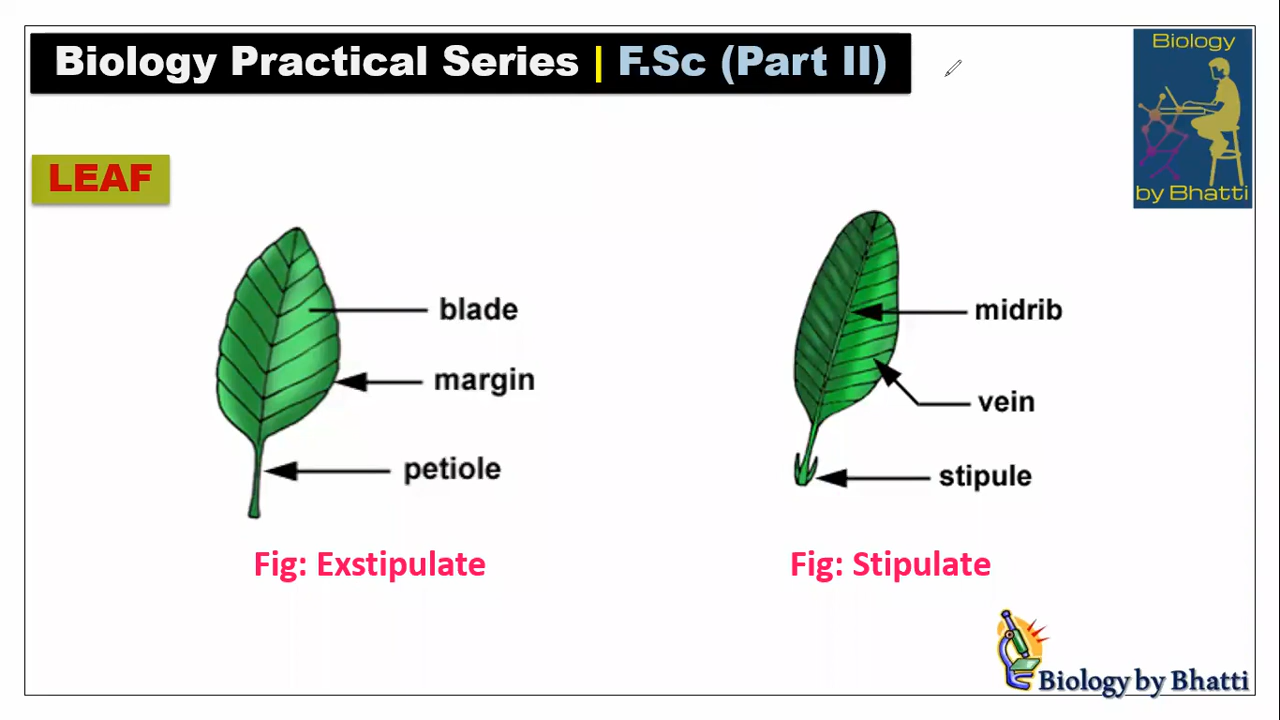 Biology Practical Series | F.Sc (Part II)
Biology
by Bhatti
LEAF
blade
margin
petiole
midrib
vein
stipule
Fig: Exstipulate
Fig: Stipulate
Biology by Bhatti